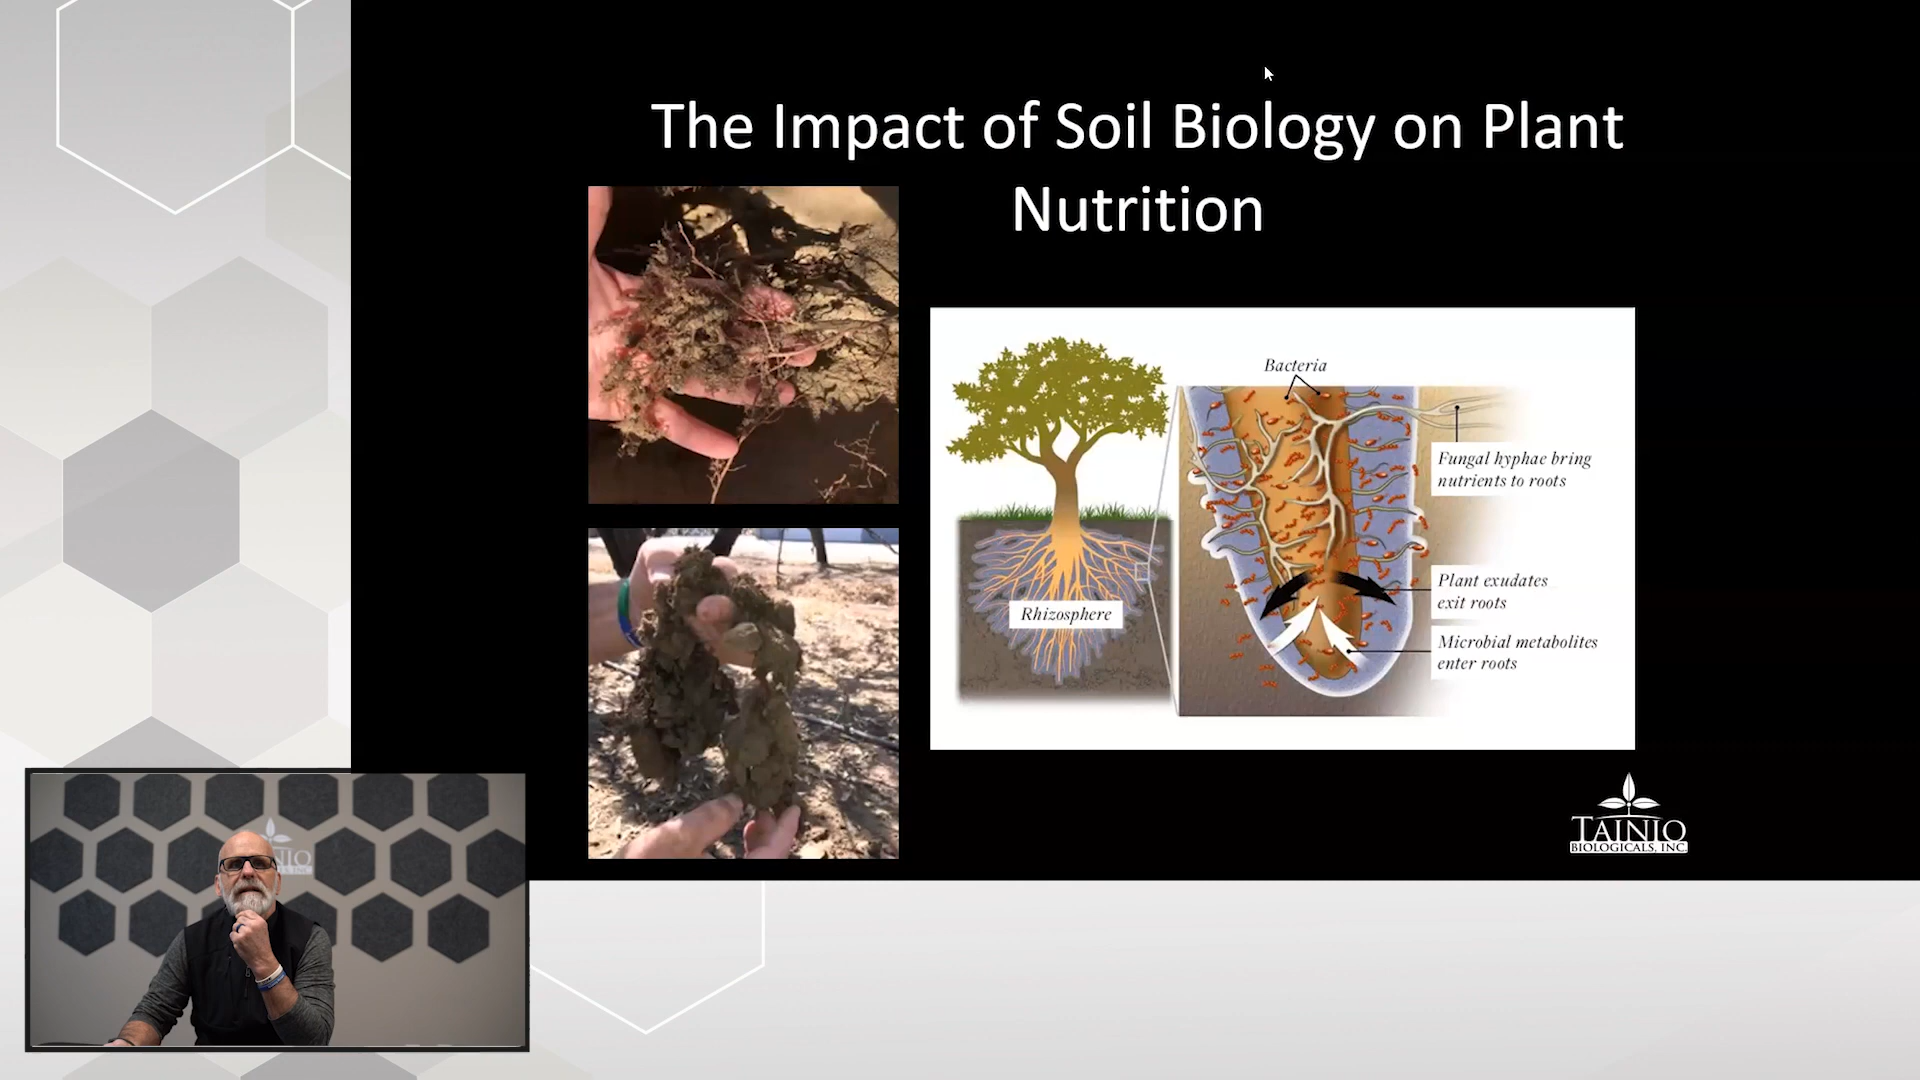 The Impact of Soil Biology on Plant
Nutrition
Bacteria
Fungal hyphae bring
nutrients to roots
Rhizosphere
Plant exudates
exit roots
Microbial metabolites
enter roots
TAINIO
BIOLOGICALS, INC.